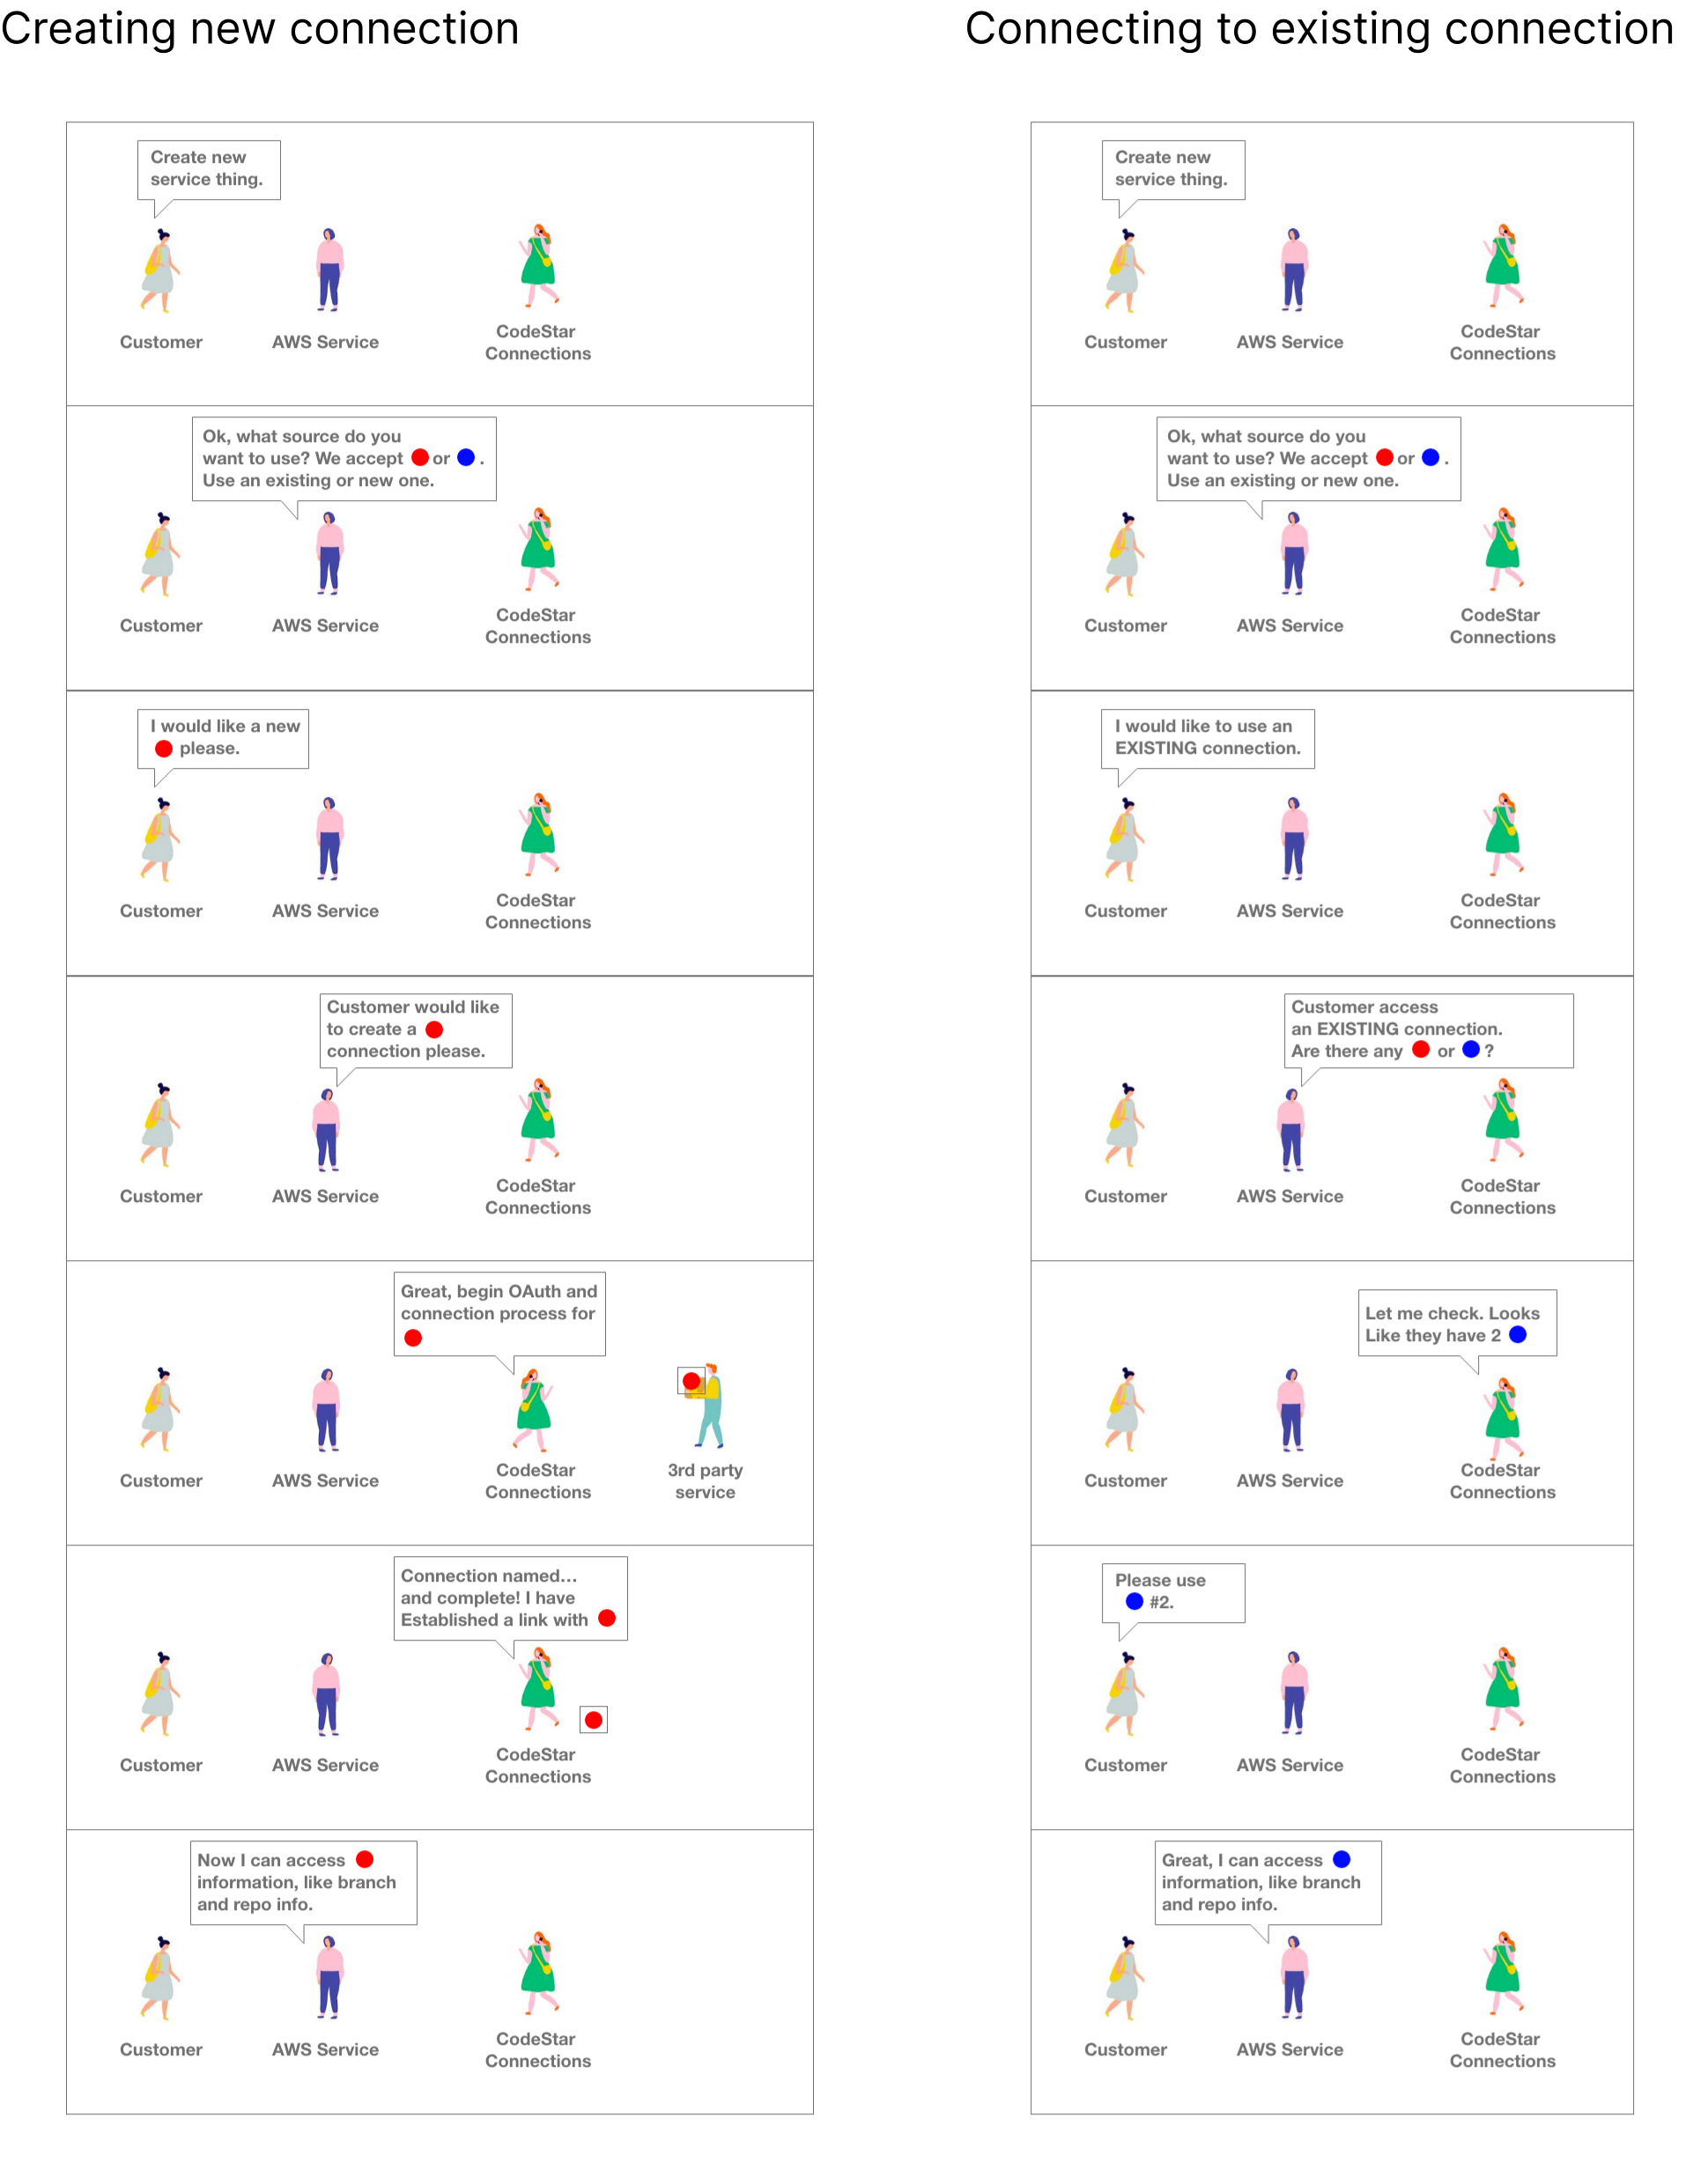 Creating new connection
Create new
service thing.
Customer
AWS Service
CodeStar
Connections
Ok, what source do you
want to use? We accept or .
Use an existing or new one.
Customer
AWS Service
CodeStar
Connections
I would like a new
please.
Customer
AWS Service
CodeStar
Connections
Customer would like
to create a
connection please.
Customer
AWS Service
CodeStar
Connections
Great, begin OAuth and
connection process for
Customer
AWS Service
CodeStar
Connections
3rd party
service
Connection named...
and complete! I have
Established a link with
Customer
AWS Service
CodeStar
Connections
Now I can access
information, like branch
and repo info.
Customer
AWS Service
CodeStar
Connections
Connecting to existing connection
Create new
service thing.
Customer
AWS Service
CodeStar
Connections
Ok, what source do you
want to use? We accept or .
Use an existing or new one.
Customer
AWS Service
CodeStar
Connections
I would like to use an
EXISTING connection.
Customer
AWS Service
CodeStar
Connections
Customer access
an EXISTING connection.
Are there any or ?
Customer
AWS Service
CodeStar
Connections
Let me check. Looks
Like they have 2
Customer
AWS Service
CodeStar
Connections
Please use
#2.
Customer
AWS Service
CodeStar
Connections
Great, I can access
information, like branch
and repo info.
Customer
AWS Service
CodeStar
Connections